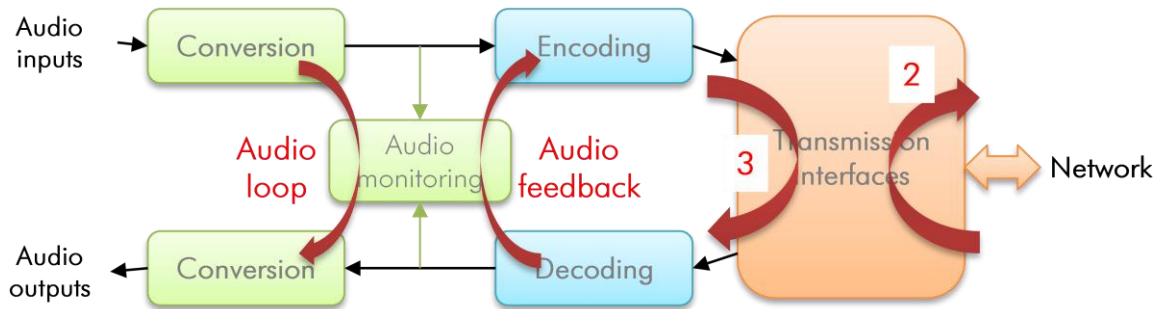 Audio
inputs
Conversion
Encoding
2
Audio
loop
Audio
monitoring
Audio
feedback
3
Transmission
Interfaces
Network
Audio
outputs
Conversion
Decoding